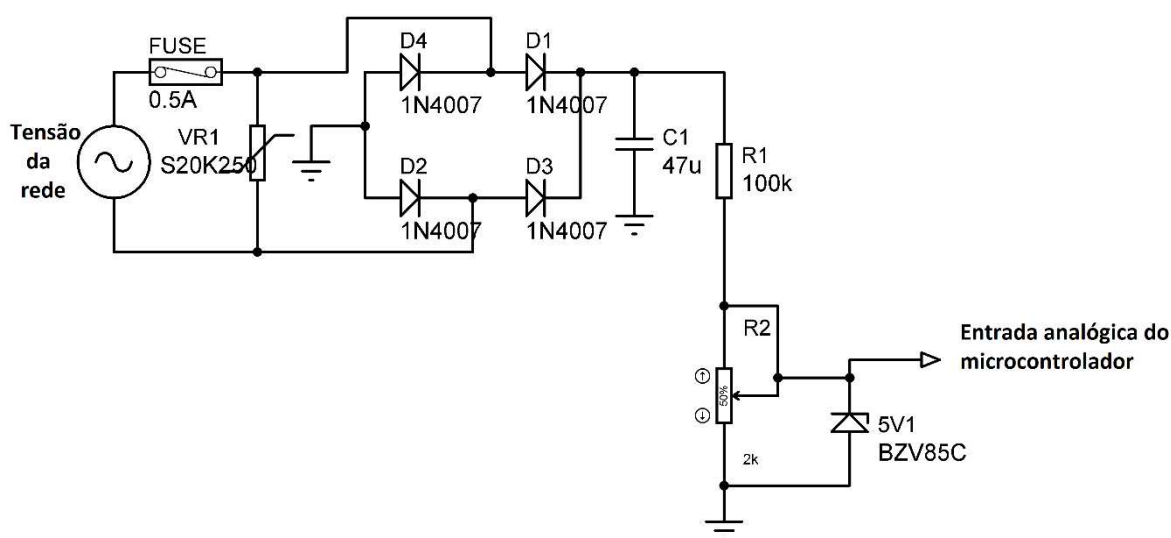 FUSE
0.5A
Tensão
da
rede
VR1
S20K250
D4
1N4007
D1
1N4007
D2
1N4007
D3
1N4007
C1
47u
R1
100k
R2
50%
2k
Entrada analógica do
microcontrolador
5V1
BZV85C